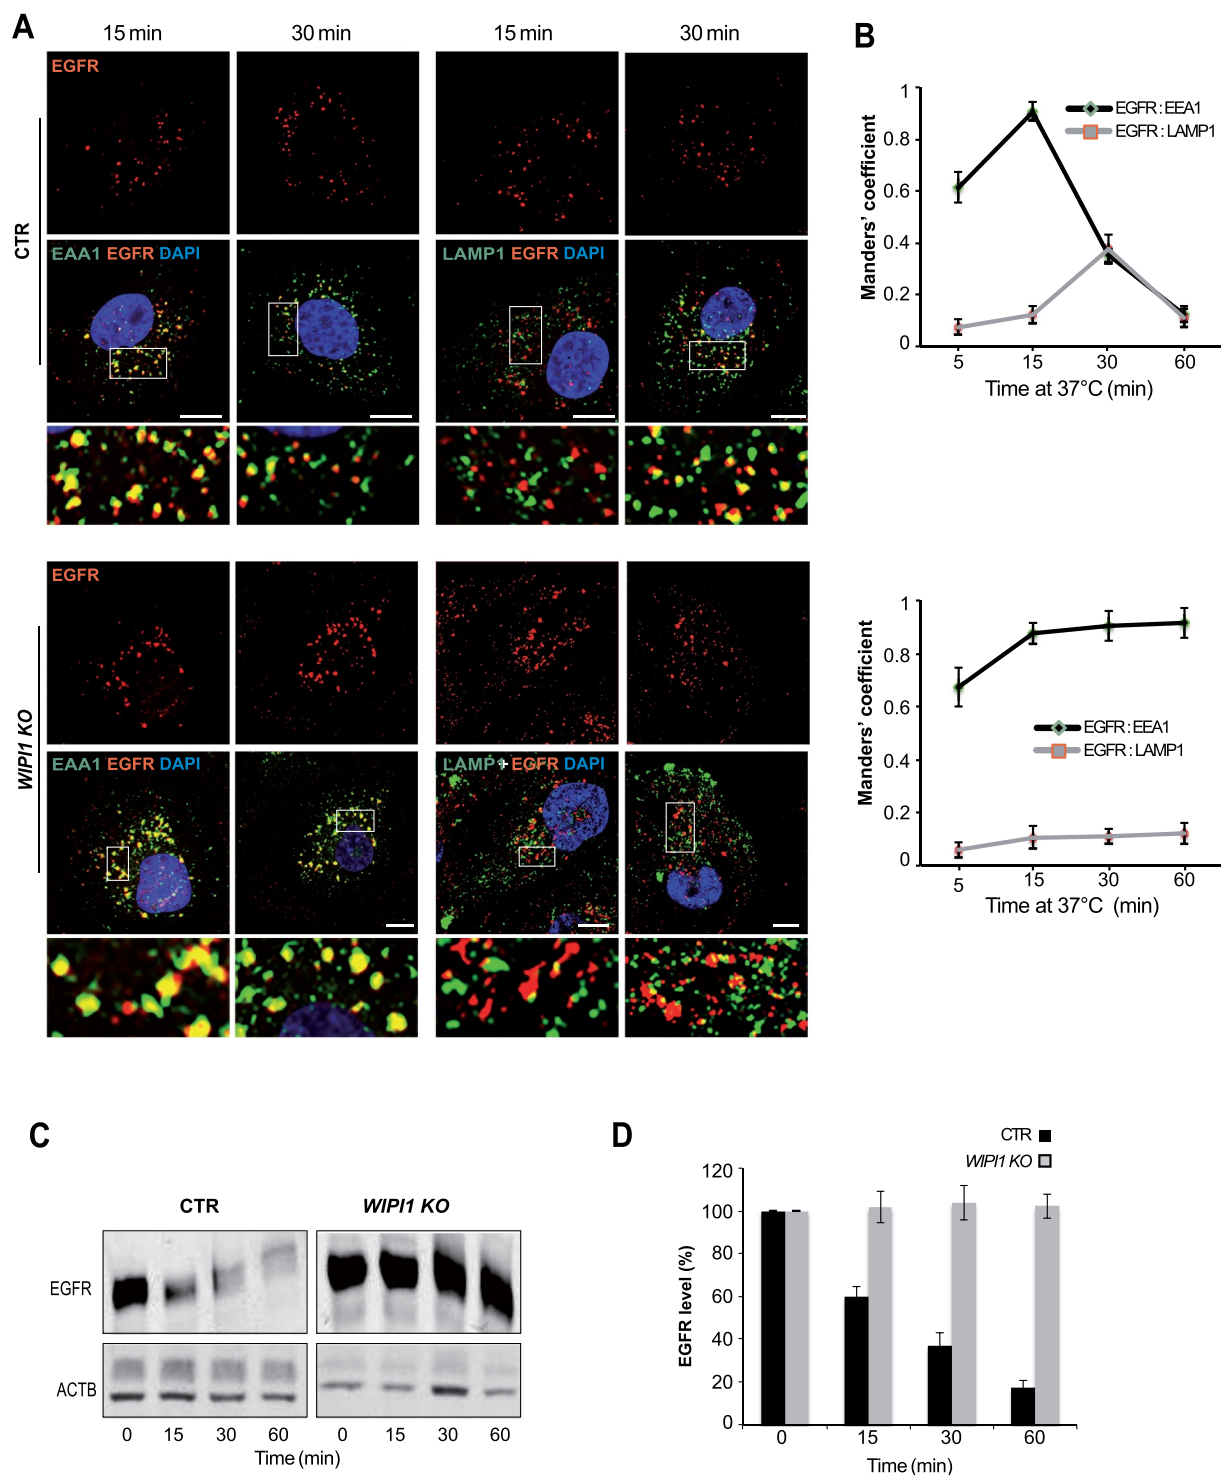 A
15 min
30 min
15 min
30 min
CTR
EGFR
EAA1 EGFR DAPI
LAMP1 EGFR DAPI
WIPI1 KO
EGFR
EAA1 EGFR DAPI
LAMP1+EGFR DAPI
B
Manders' coefficient
1
0.8
0.6
0.4
0.2
0
EGFR:EEA1
EGFR:LAMP1
5 15 30 60
Time at 37°C (min)
Manders' coefficient
1
0.8
0.6
0.4
0.2
0
EGFR:EEA1
EGFR:LAMP1
5 15 30 60
Time at 37°C (min)
C
CTR
WIPI1 KO
EGFR
ACTB
0 15 30 60 0 15 30 60
Time (min)
D
CTR
WIPI1 KO
EGFR level (%)
120
100
80
60
40
20
0
0 15 30 60
Time (min)